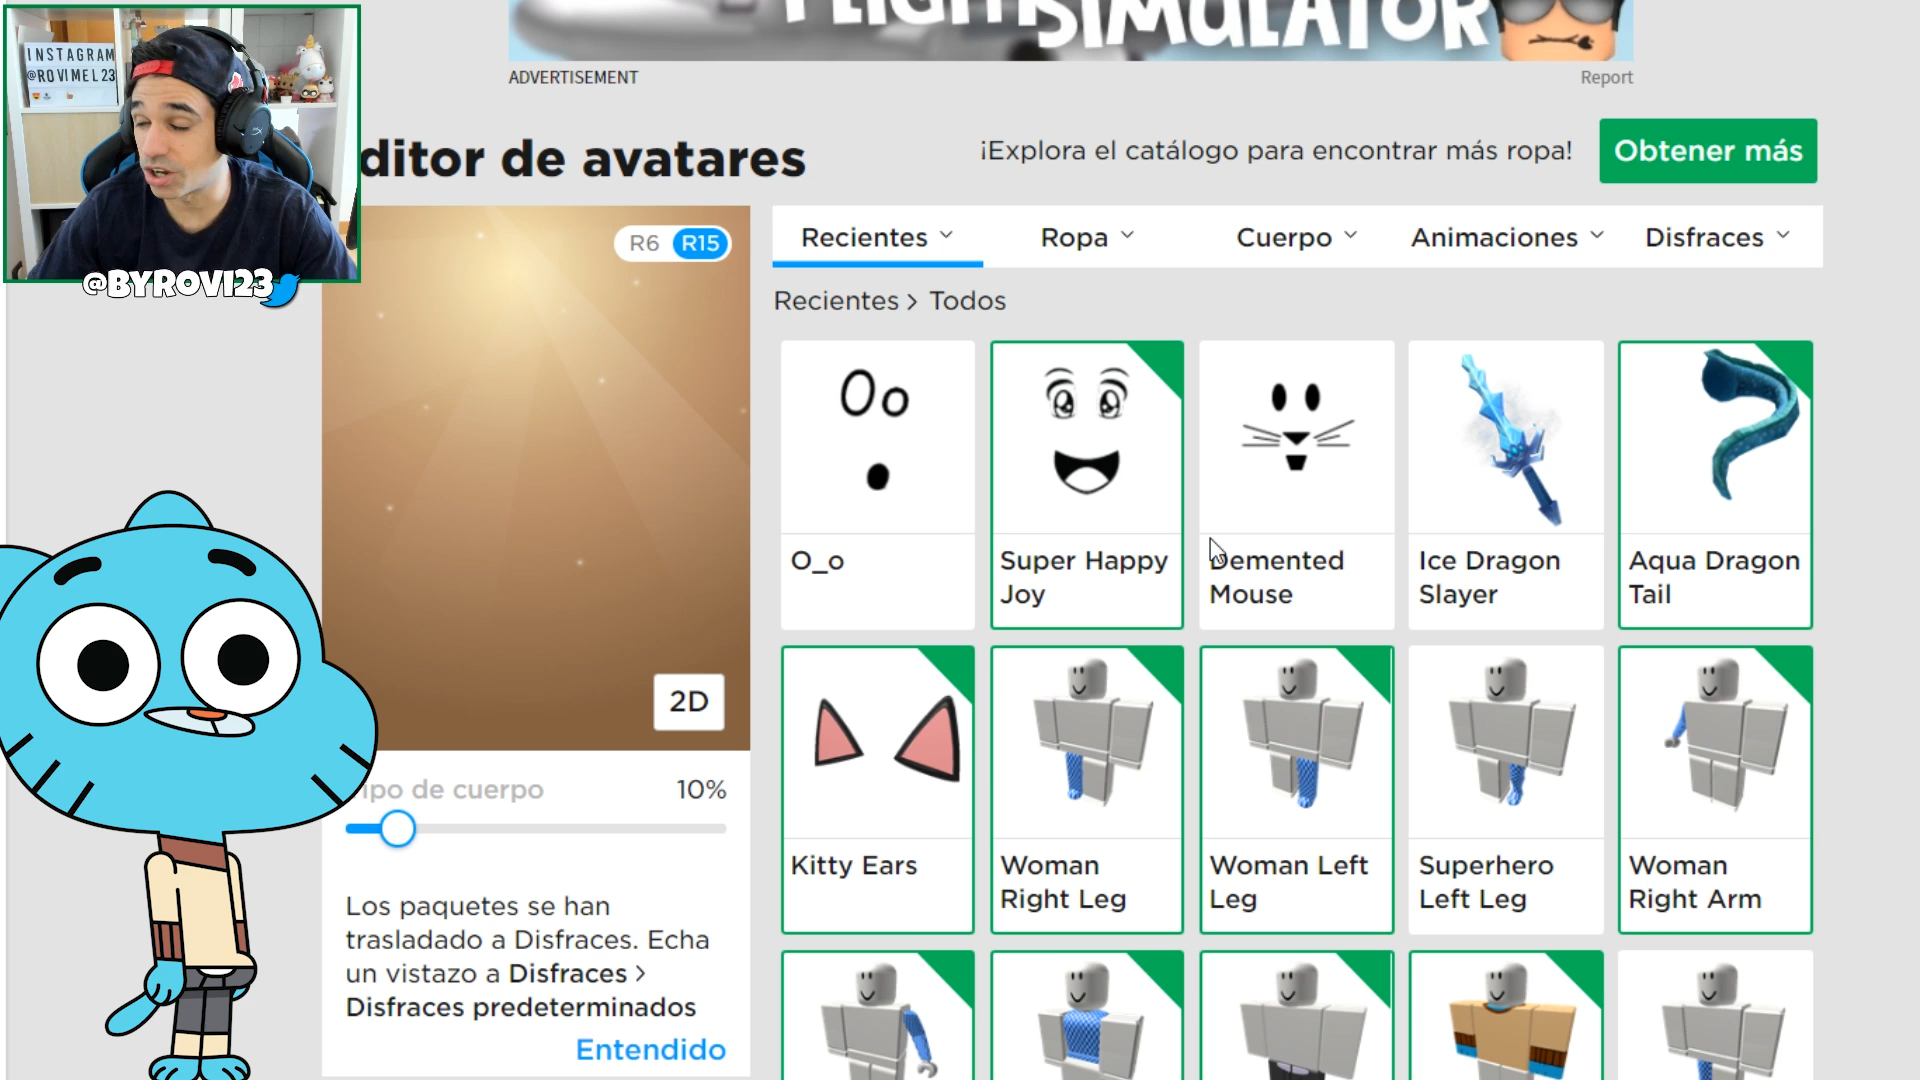 FLIGHT SIMULATOR
INSTAGRAM
@ROVIMEL23
@BYROVI23
ADVERTISEMENT
Report
ditor de avatares
¡Explora el catálogo para encontrar más ropa!
Obtener más
R6 R15
Recientes Ropa Cuerpo Animaciones Disfraces
Recientes > Todos
O_o
Super Happy
Joy
Demented
Mouse
Ice Dragon
Slayer
Aqua Dragon
Tail
2D
ipo de cuerpo
10%
Kitty Ears
Woman
Right Leg
Woman Left
Leg
Superhero
Left Leg
Woman
Right Arm
Los paquetes se han
trasladado a Disfraces. Echa
un vistazo a Disfraces >
Disfraces predeterminados
Entendido